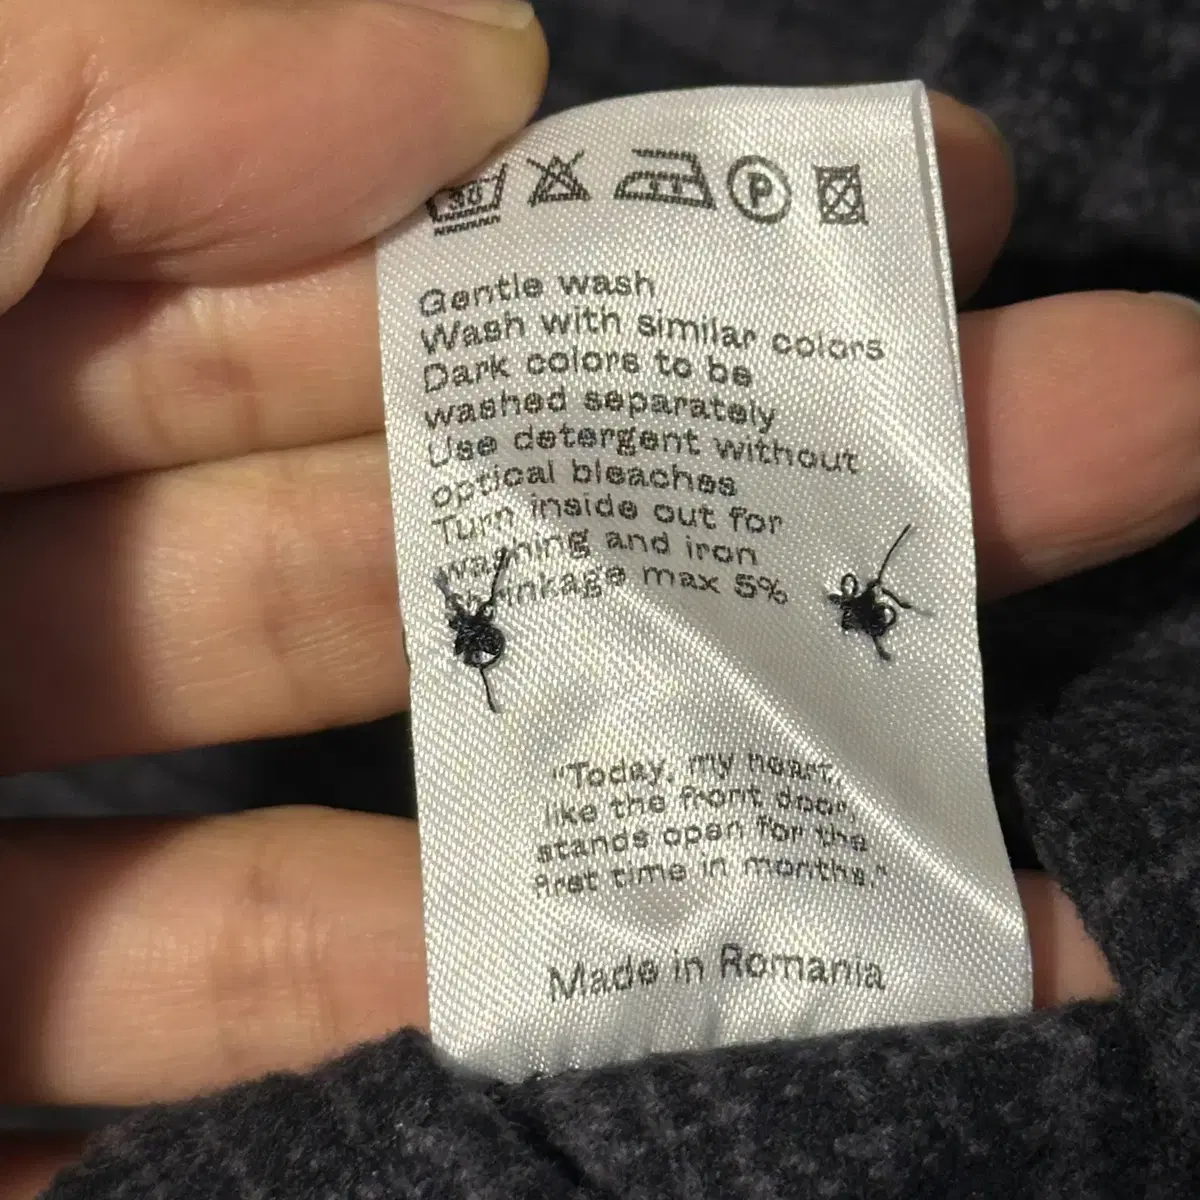 30
P
Gentle wash
Wash with similar colors
Dark colors to be
washed separately
Use detergent without
optical bleaches
Turn inside out for
washing and iron
Shrinkage max 5%
"Today, my heart,
like the front door,
stands open for the
first time in months."
Made in Romania